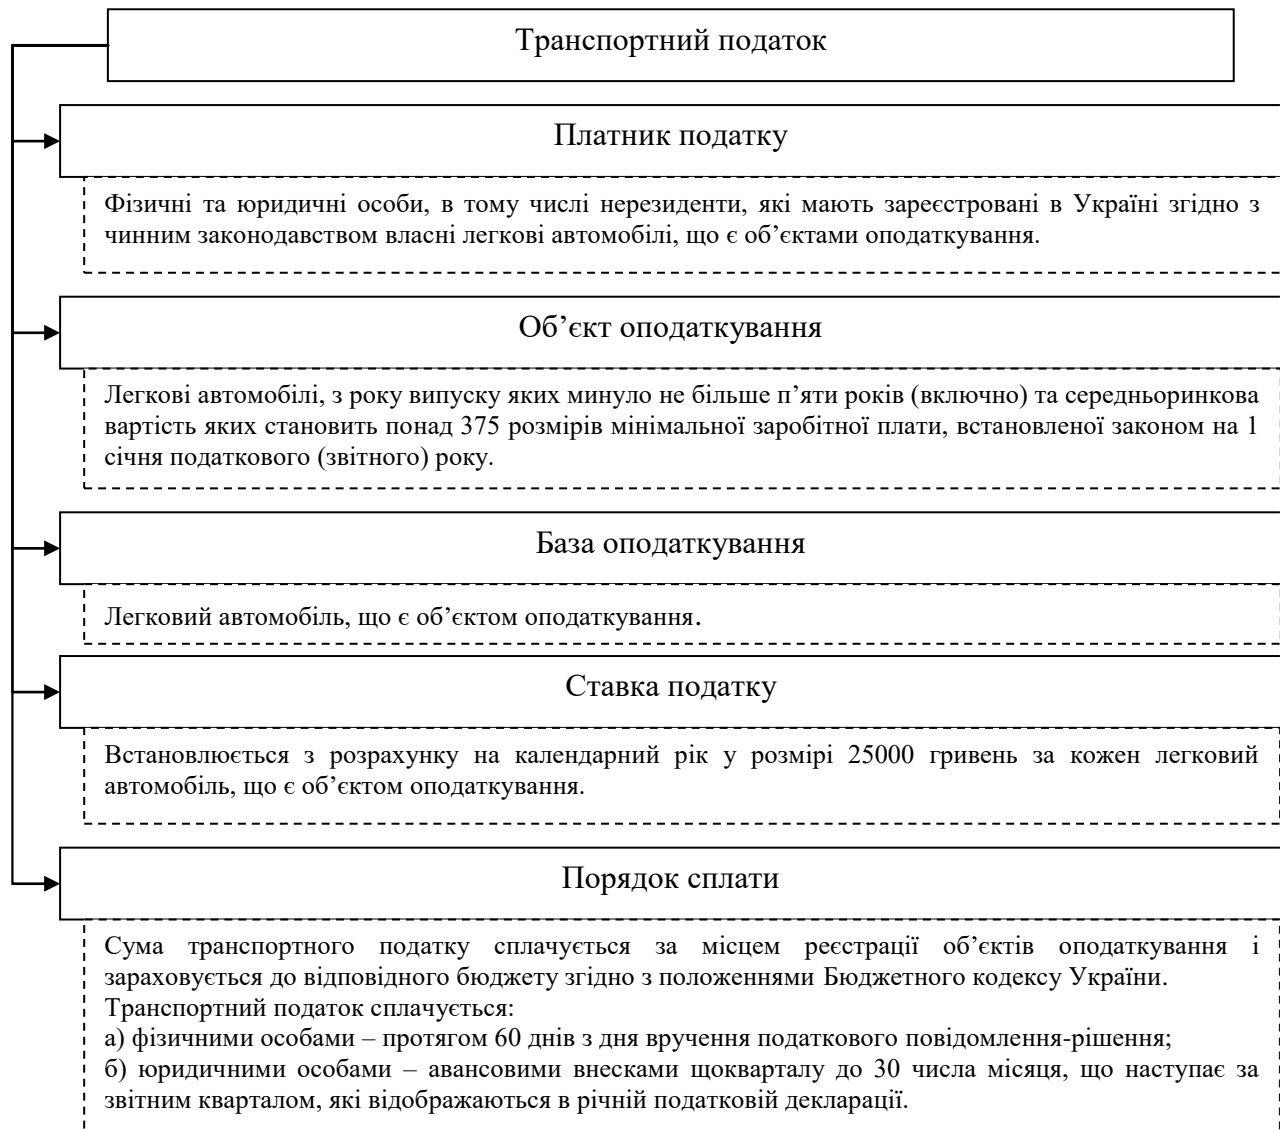 Транспортний податок
Платник податку
Фізичні та юридичні особи, в тому числі нерезиденти, які мають зареєстровані в Україні згідно з
чинним законодавством власні легкові автомобілі, що є об’єктами оподаткування.
Об’єкт оподаткування
Легкові автомобілі, з року випуску яких минуло не більше п’яти років (включно) та середньоринкова
вартість яких становить понад 375 розмірів мінімальної заробітної плати, встановленої законом на 1
січня податкового (звітного) року.
База оподаткування
Легковий автомобіль, що є об’єктом оподаткування.
Ставка податку
Встановлюється з розрахунку на календарний рік у розмірі 25000 гривень за кожен легковий
автомобіль, що є об’єктом оподаткування.
Порядок сплати
Сума транспортного податку сплачується за місцем реєстрації об’єктів оподаткування і
зараховується до відповідного бюджету згідно з положеннями Бюджетного кодексу України.
Транспортний податок сплачується:
а) фізичними особами – протягом 60 днів з дня вручення податкового повідомлення-рішення;
б) юридичними особами – авансовими внесками щокварталу до 30 числа місяця, що наступає за
звітним кварталом, які відображаються в річній податковій декларації.